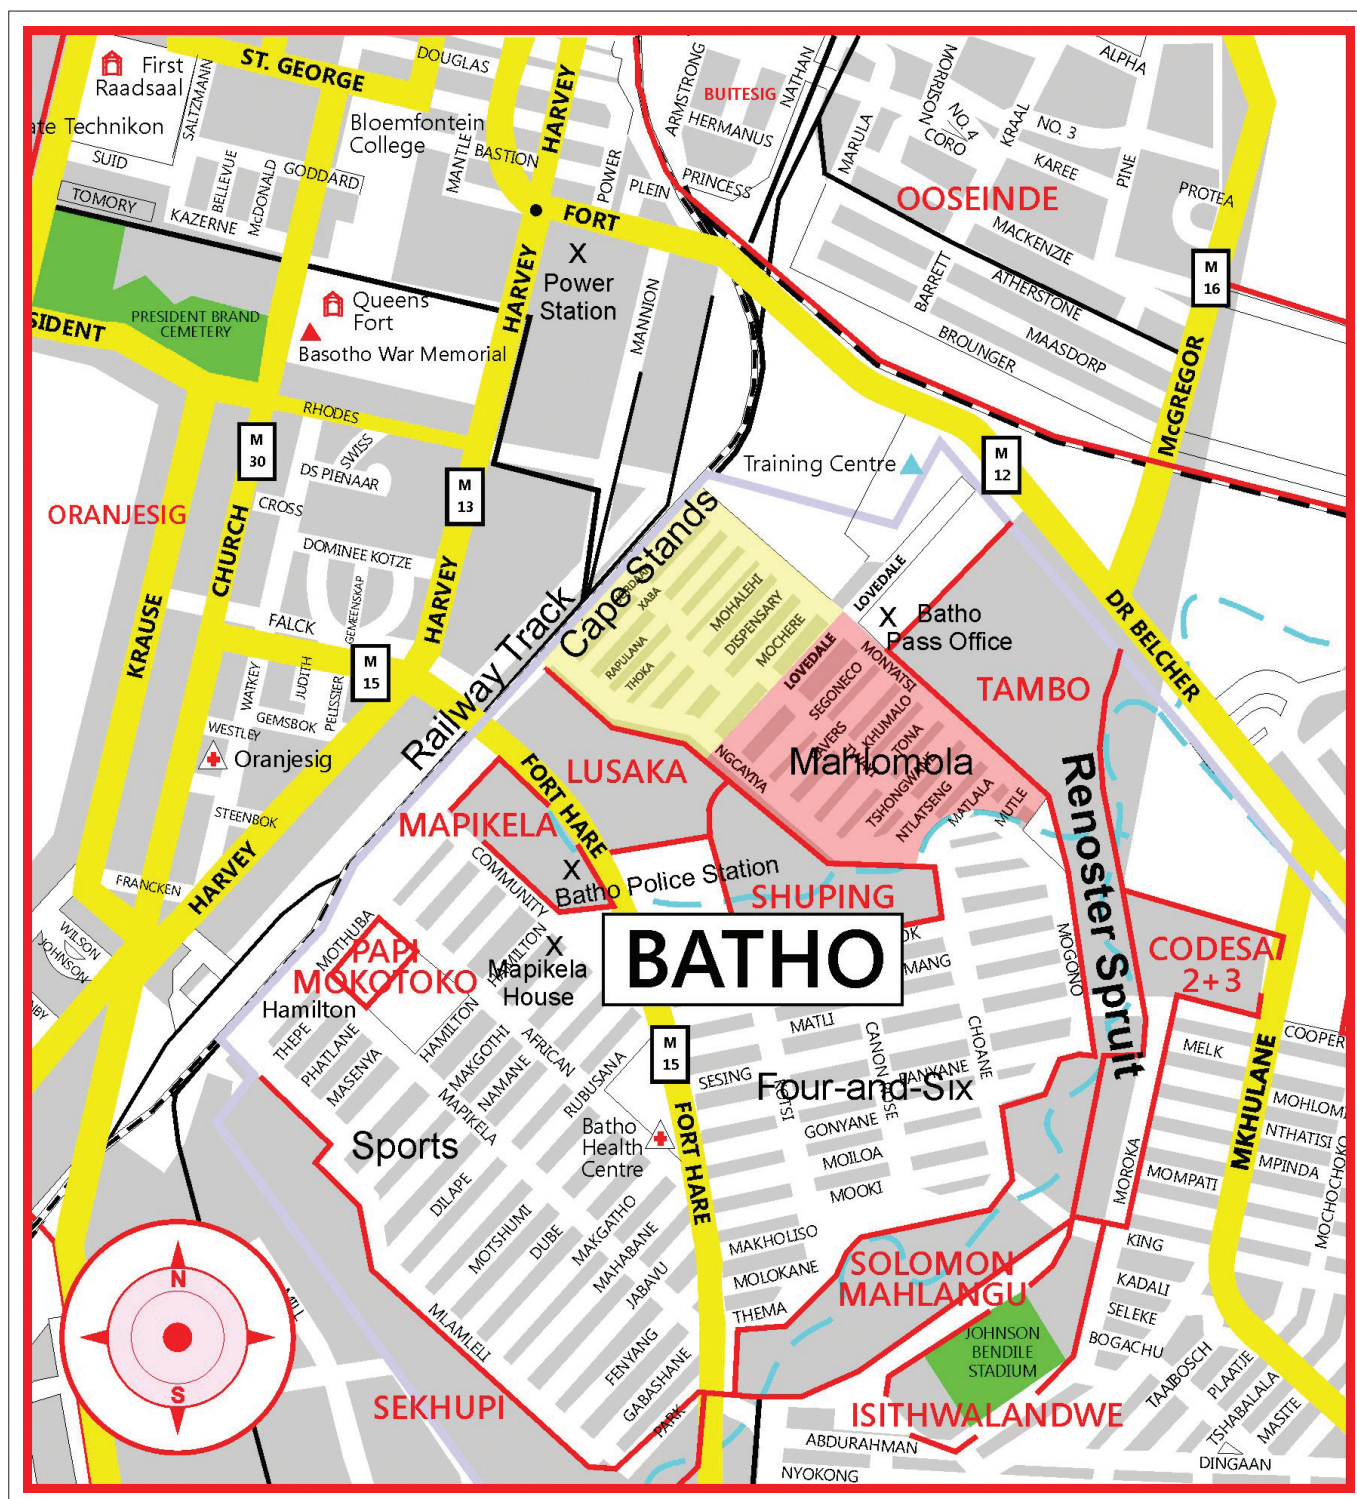 ST. GEORGE
DOUGLAS
HARVEY
First
Raadsaal
SALTZMANN
ate Technikon
SUID
TOMORY
KAZERNE
BELLEVUE
McDONALD
GODDARD
Bloemfontein
College
MANTLE
BASTION
POWER
PLEIN
PRINCESS
ARMSTRONG
BUITESIG
HERMANUS
NATHAN
MARULA
MORRISON
NO. 4
CORO
KRAAL
NO. 3
KAREE
PINE
ALPHA
PROTEA
OOSEINDE
MACKENZIE
ATHERSTONE
BARRETT
MAASDORP
BROUNGER
M
16
McGREGOR
FORT
X
Power
Station
MANNION
HARVEY
Queens
Fort
Basotho War Memorial
PRESIDENT BRAND
CEMETERY
SIDENT
RHODES
SWISS
DS PIENAAR
M
30
M
13
M
12
CROSS
DOMINEE KOTZE
GEMEENSKAP
ORANJESIG
CHURCH
KRAUSE
HARVEY
FALCK
M
15
WATKEY
JUDITH
PELLSSIER
GEMSBOK
WESTLEY
Oranjesig
STEENBOK
HARVEY
FRANCKEN
WILSON
JOHNSON
NBY
Training Centre
Cape Stands
Railway Track
XABA
RAPULANA
THOKA
MOHALEHI
DISPENSARY
MOCHERE
LOVEDALE
LOVEDALE
X
Batho
Pass Office
MONYATSI
SEGONECO
KHUMALO
TONA
TSHONGWANE
NTLATSENG
MATLALA
MUTLE
NGCAYIYA
Mahlomola
TAMBO
DR BELCHER
Renoster Spruit
LUSAKA
FORT HARE
MAPIKELA
X
Batho Police Station
SHUPING
BATHO
COMMUNITY
HAMILTON
X
Mapikela
House
MOTHUBA
PAPI
MOKOTOKO
Hamilton
THEPE
PHATLANE
MASENYA
HAMILTON
MAKGOTHI
NAMANE
AFRICAN
MAPIKELA
RUBUSANA
Batho
Health
Centre
M
15
FORT HARE
OK
MANG
MATLI
SESING
KOTSI
CANON ROSE
FANYANE
CHOANE
MOGONO
Four-and-Six
GONYANE
MOILOA
MOOKI
CODESA
2+3
COOPER
MELK
MKHULANE
MOHLOMI
NTHATISI
MPINDA
MOCHOCHOKO
MOROKA
MOMPATI
KING
KADALI
SELEKE
BOGACHU
Sports
DILAPE
MOTSHUMI
DUBE
MAKGATHO
MAHABANE
JABAVU
MLAMLELI
FENYANG
GABASHANE
PARK
SEKHUPI
MAKHOLISO
MOLOKANE
THEMA
SOLOMON
MAHLANGU
JOHNSON
BENDILE
STADIUM
ISITHWALANDWE
ABDURAHMAN
NYOKONG
TAAIBOSCH
PLAATJE
TSHABALALA
MASITE
DINGAAN
MILL
N
S